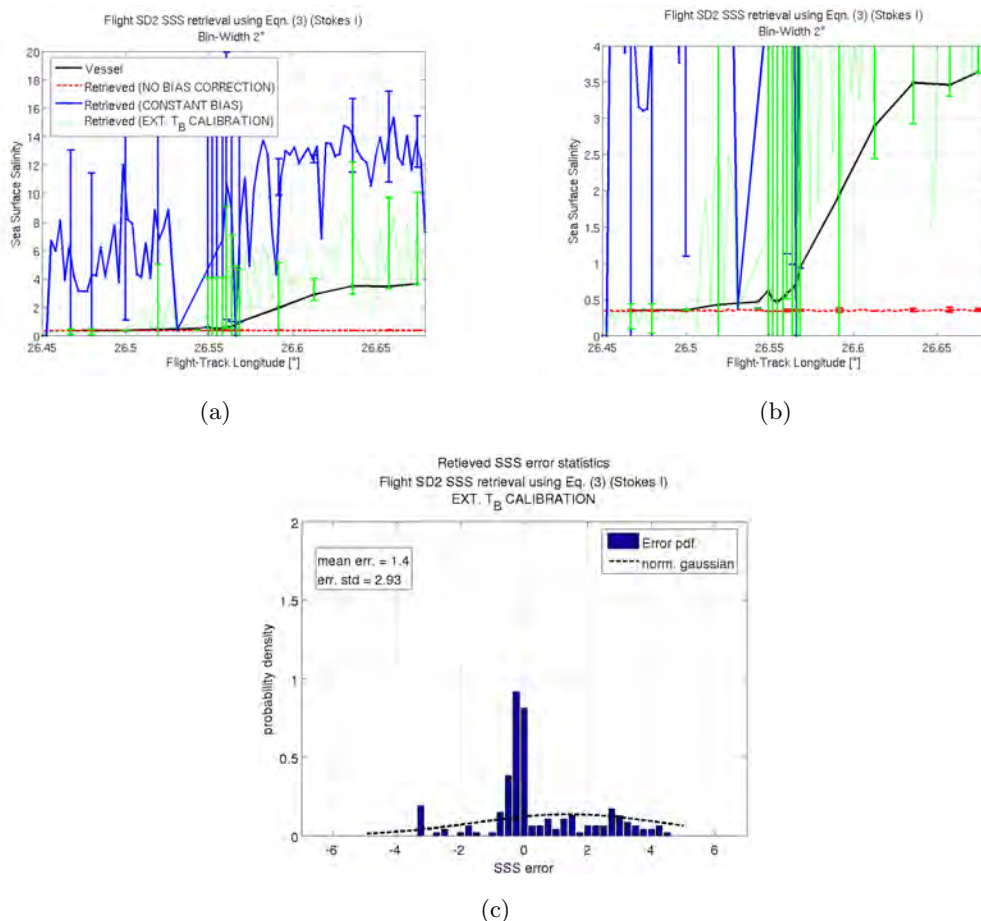 Flight SD2 SSS retrieval using Eqn. (3) (Stokes I)
Bin-Width 2°
Sea Surface Salinity
20
18
16
14
12
10
8
6
4
2
0
Vessel
Retrieved (NO BIAS CORRECTION)
Retrieved (CONSTANT BIAS)
Retrieved (EXT. T_B CALIBRATION)
26.45 26.5 26.55 26.6 26.65
Flight-Track Longitude [°]
(a)
Flight SD2 SSS retrieval using Eqn. (3) (Stokes I)
Bin-Width 2°
Sea Surface Salinity
4
3.5
3
2.5
2
1.5
1
0.5
0
26.45 26.5 26.55 26.6 26.65
Flight-Track Longitude [°]
(b)
Retieved SSS error statistics
Flight SD2 SSS retrieval using Eq. (3) (Stokes I)
EXT. T_B CALIBRATION
probability density
2
1.5
1
0.5
0
mean err. = 1.4
err. std = 2.93
Error pdf.
norm. gaussian
-6 -4 -2 0 2 4 6
SSS error
(c)